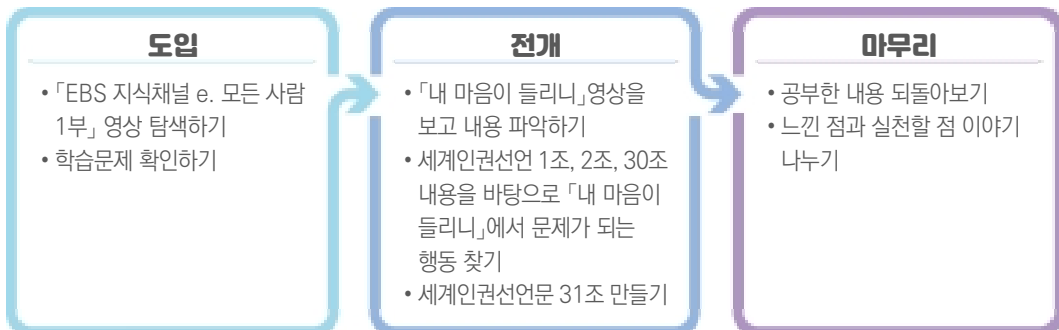 도입
• 「EBS 지식채널 e. 모든 사람
1부」 영상 탐색하기
• 학습문제 확인하기
전개
• 「내 마음이 들리니」영상을
보고 내용 파악하기
• 세계인권선언 1조, 2조, 30조
내용을 바탕으로 「내 마음이
들리니」에서 문제가 되는
행동 찾기
• 세계인권선언문 31조 만들기
마무리
• 공부한 내용 되돌아보기
• 느낀 점과 실천할 점 이야기
나누기